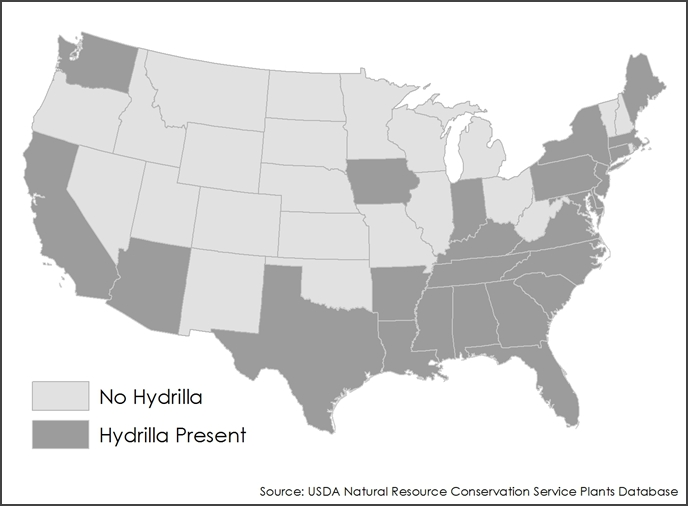 No Hydrilla
Hydrilla Present
Source: USDA Natural Resource Conservation Service Plants Database